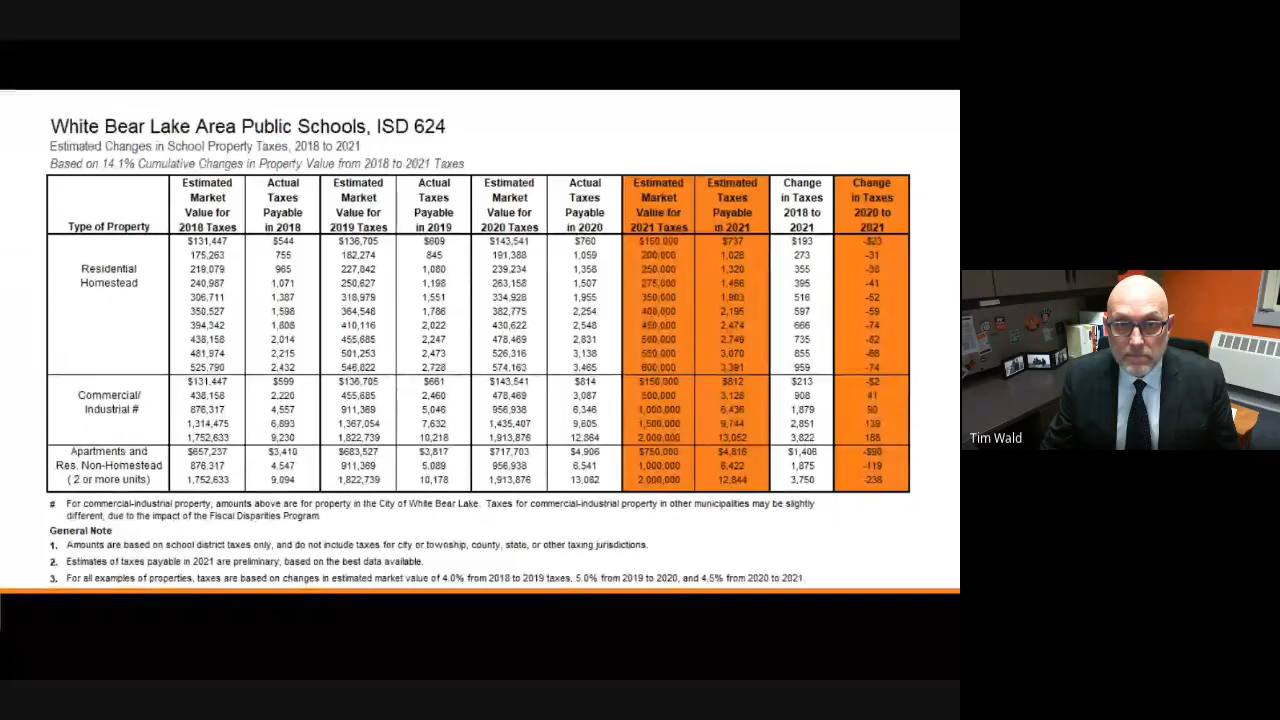 White Bear Lake Area Public Schools, ISD 624
Estimated Changes in School Property Taxes, 2018 to 2021
Based on 14.1% Cumulative Changes in Property Value from 2018 to 2021 Taxes
Type of Property Estimated Market Value for 2018 Taxes Actual Taxes Payable in 2018 Estimated Market Value for 2019 Taxes Actual Taxes Payable in 2019 Estimated Market Value for 2020 Taxes Actual Taxes Payable in 2020 Estimated Market Value for 2021 Taxes Estimated Taxes Payable in 2021 Change in Taxes 2018 to 2021 Change in Taxes 2020 to 2021
$131,447 $544 $136,705 $609 $143,541 $760 $150,000 $737 $193 -$23
175,263 755 182,274 845 191,388 1,059 200,000 1,028 273 -31
Residential 219,079 965 227,842 1,080 239,234 1,358 250,000 1,320 355 -38
Homestead 240,987 1,071 250,627 1,198 263,158 1,507 275,000 1,466 395 -41
306,711 1,387 318,979 1,551 334,928 1,955 350,000 1,903 516 -52
350,527 1,598 364,548 1,786 382,775 2,254 400,000 2,195 597 -59
394,342 1,808 410,116 2,022 430,622 2,548 450,000 2,474 666 -74
438,158 2,014 455,685 2,247 478,469 2,831 500,000 2,749 735 -82
481,974 2,215 501,253 2,473 526,316 3,138 550,000 3,070 855 -68
525,790 2,432 546,822 2,728 574,163 3,465 600,000 3,391 959 -74
$131,447 $599 $136,705 $661 $143,541 $814 $150,000 $812 $213 -$2
Commercial/ 438,158 2,220 455,685 2,460 478,469 3,087 500,000 3,128 908 41
Industrial # 876,317 4,557 911,369 5,046 956,938 6,346 1,000,000 6,436 1,879 90
1,314,475 6,893 1,367,054 7,632 1,435,407 9,605 1,500,000 9,744 2,851 139
1,752,633 9,230 1,822,739 10,218 1,913,876 12,864 2,000,000 13,052 3,822 188
Apartments and $657,237 $3,410 $683,527 $3,817 $717,703 $4,906 $750,000 $4,816 $1,406 -$90
Res. Non-Homestead 876,317 4,547 911,369 5,089 956,938 6,541 1,000,000 6,422 1,875 -119
( 2 or more units) 1,752,633 9,094 1,822,739 10,178 1,913,876 13,082 2,000,000 12,844 3,750 -238
# For commercial-industrial property, amounts above are for property in the City of White Bear Lake. Taxes for commercial-industrial property in other municipalities may be slightly
different, due to the impact of the Fiscal Disparities Program.
General Note
1. Amounts are based on school district taxes only, and do not include taxes for city or township, county, state, or other taxing jurisdictions.
2. Estimates of taxes payable in 2021 are preliminary, based on the best data available.
3. For all examples of properties, taxes are based on changes in estimated market value of 4.0% from 2018 to 2019 taxes, 5.0% from 2019 to 2020, and 4.5% from 2020 to 2021.
Tim Wald